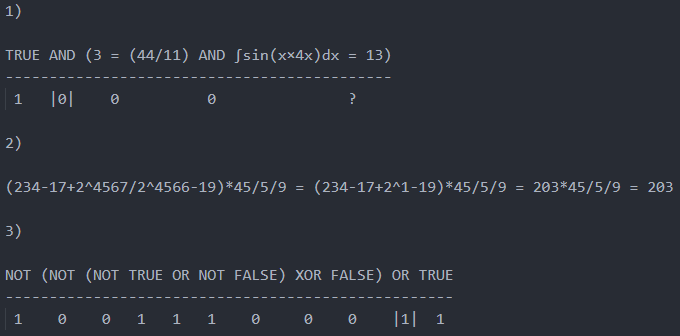 1)
TRUE AND (3 = (44/11) AND ∫sin(x×4x)dx = 13)
--------------------------------------------
1 |0| 0 0 ?
2)
(234-17+2^4567/2^4566-19)*45/5/9 = (234-17+2^1-19)*45/5/9 = 203*45/5/9 = 203
3)
NOT (NOT (NOT TRUE OR NOT FALSE) XOR FALSE) OR TRUE
---------------------------------------------------
1 0 0 1 1 1 0 0 0 |1| 1